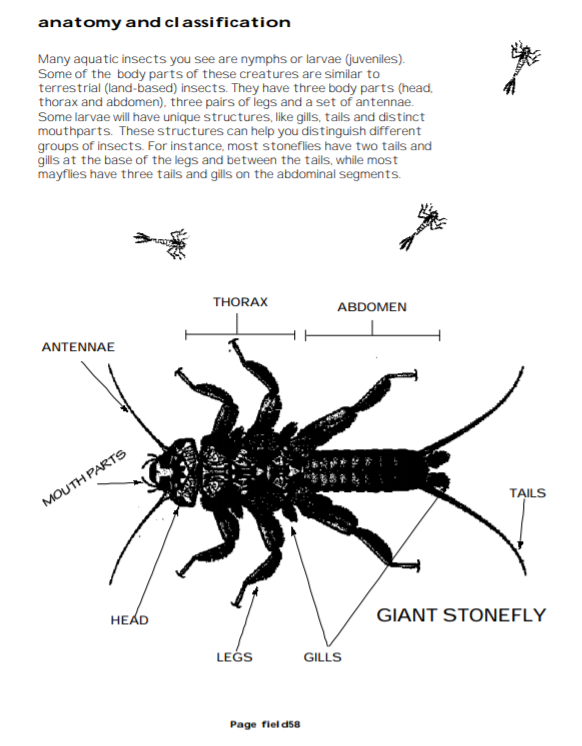 anatomy and classification
Many aquatic insects you see are nymphs or larvae (juveniles).
Some of the body parts of these creatures are similar to
terrestrial (land-based) insects. They have three body parts (head,
thorax and abdomen), three pairs of legs and a set of antennae.
Some larvae will have unique structures, like gills, tails and distinct
mouthparts. These structures can help you distinguish different
groups of insects. For instance, most stoneflies have two tails and
gills at the base of the legs and between the tails, while most
mayflies have three tails and gills on the abdominal segments.
THORAX
ABDOMEN
ANTENNAE
MOUTH PARTS
TAILS
HEAD
GIANT STONEFLY
LEGS
GILLS
Page field58